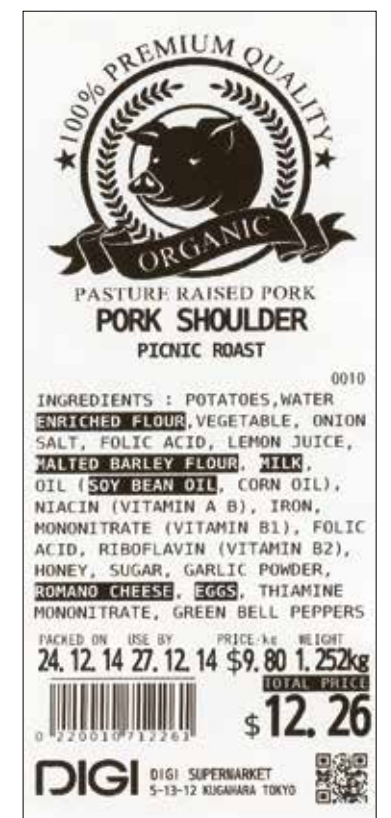 ★ 100% PREMIUM QUALITY ★
ORGANIC
PASTURE RAISED PORK
PORK SHOULDER
PICNIC ROAST
0010
INGREDIENTS : POTATOES,WATER
ENRICHED FLOUR,VEGETABLE, ONION
SALT, FOLIC ACID, LEMON JUICE,
MALTED BARLEY FLOUR, MILK,
OIL (SOY BEAN OIL, CORN OIL),
NIACIN (VITAMIN A B), IRON,
MONONITRATE (VITAMIN B1), FOLIC
ACID, RIBOFLAVIN (VITAMIN B2),
HONEY, SUGAR, GARLIC POWDER,
ROMANO CHEESE, EGGS, THIAMINE
MONONITRATE, GREEN BELL PEPPERS
PACKED ON USE BY PRICE/kg WEIGHT
24.12.14 27.12.14 $9.80 1.252kg
TOTAL PRICE
$12.26
0 220010 712263
DIGI DIGI SUPERMARKET
5-13-12 KUGAHARA TOKYO